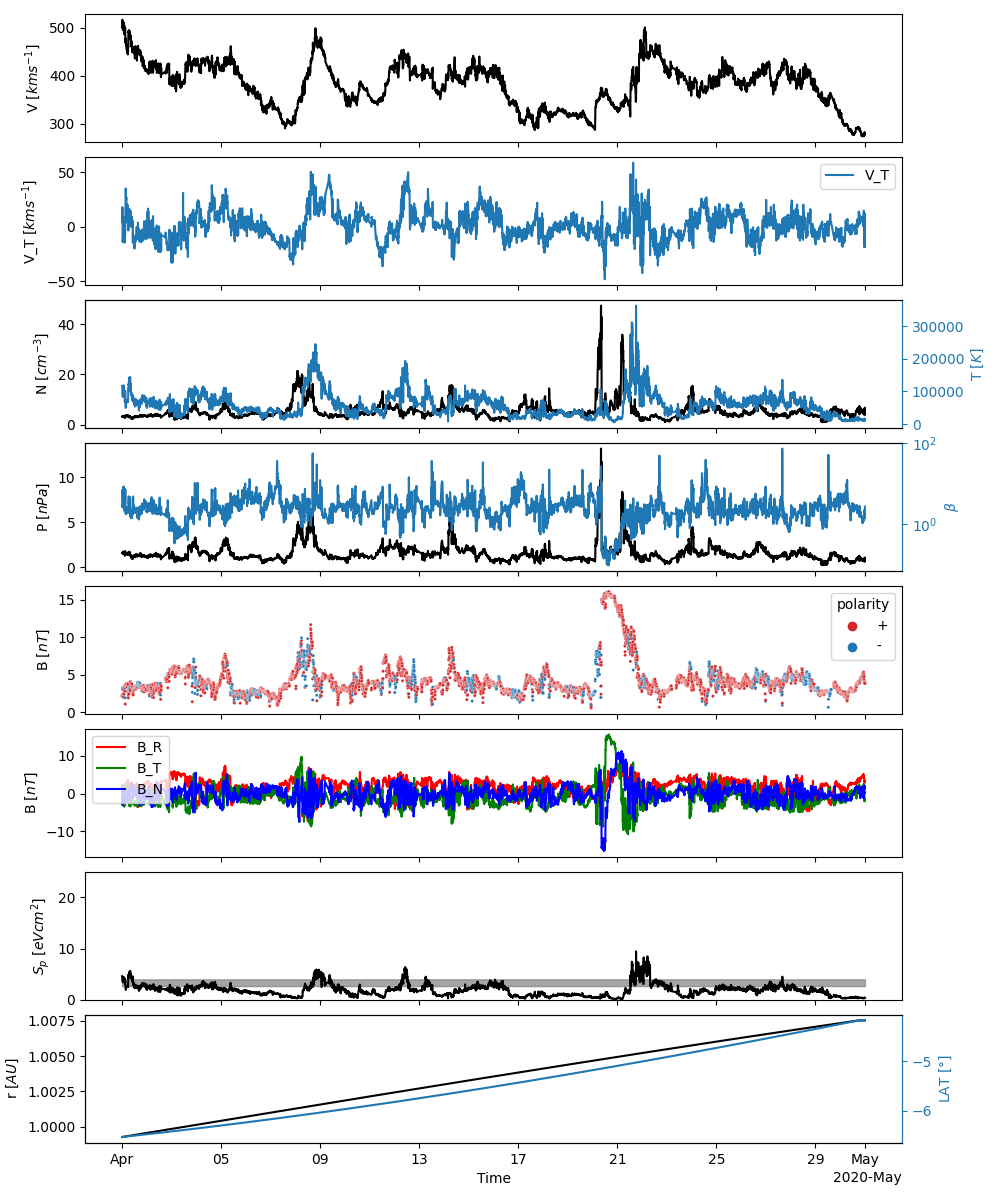 500
400
300
V [kms⁻¹]
50
0
−50
V_T [kms⁻¹]
V_T
40
20
0
N [cm⁻³]
300000
200000
100000
0
T [K]
10
5
0
P [nPa]
10²
10⁰
β
15
10
5
0
B [nT]
polarity
+
-
10
0
−10
B [nT]
B_R
B_T
B_N
20
10
0
Sₚ [eVcm²]
1.0075
1.0050
1.0025
1.0000
r [AU]
−5
−6
LAT [°]
Apr 05 09 13 17 21 25 29 May
Time
2020-May